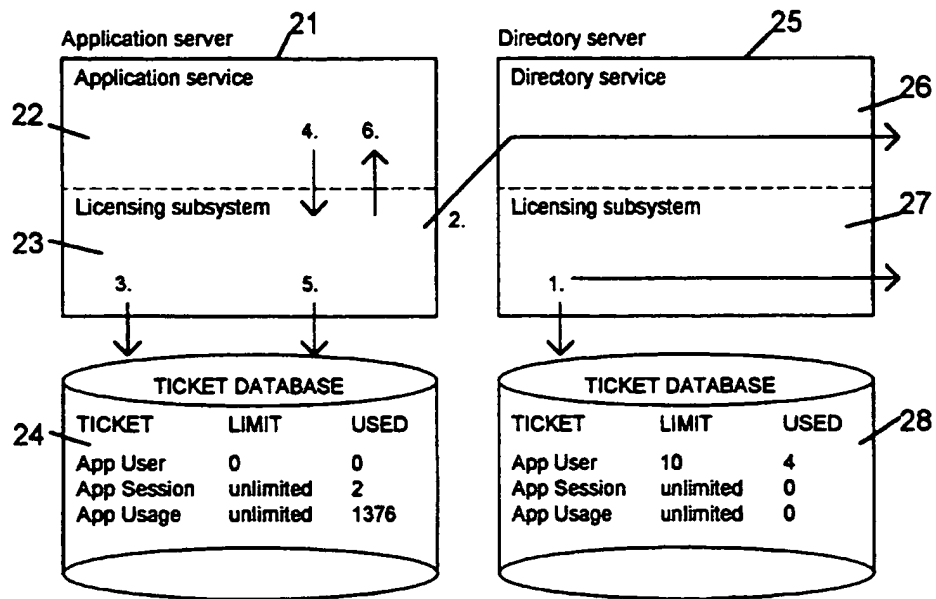 21
Application server
Application service
22
4.
6.
Licensing subsystem
23
2.
3.
5.
TICKET DATABASE
TICKET LIMIT USED
24
App User 0 0
App Session unlimited 2
App Usage unlimited 1376
25
Directory server
Directory service
26
Licensing subsystem
27
1.
TICKET DATABASE
TICKET LIMIT USED
28
App User 10 4
App Session unlimited 0
App Usage unlimited 0